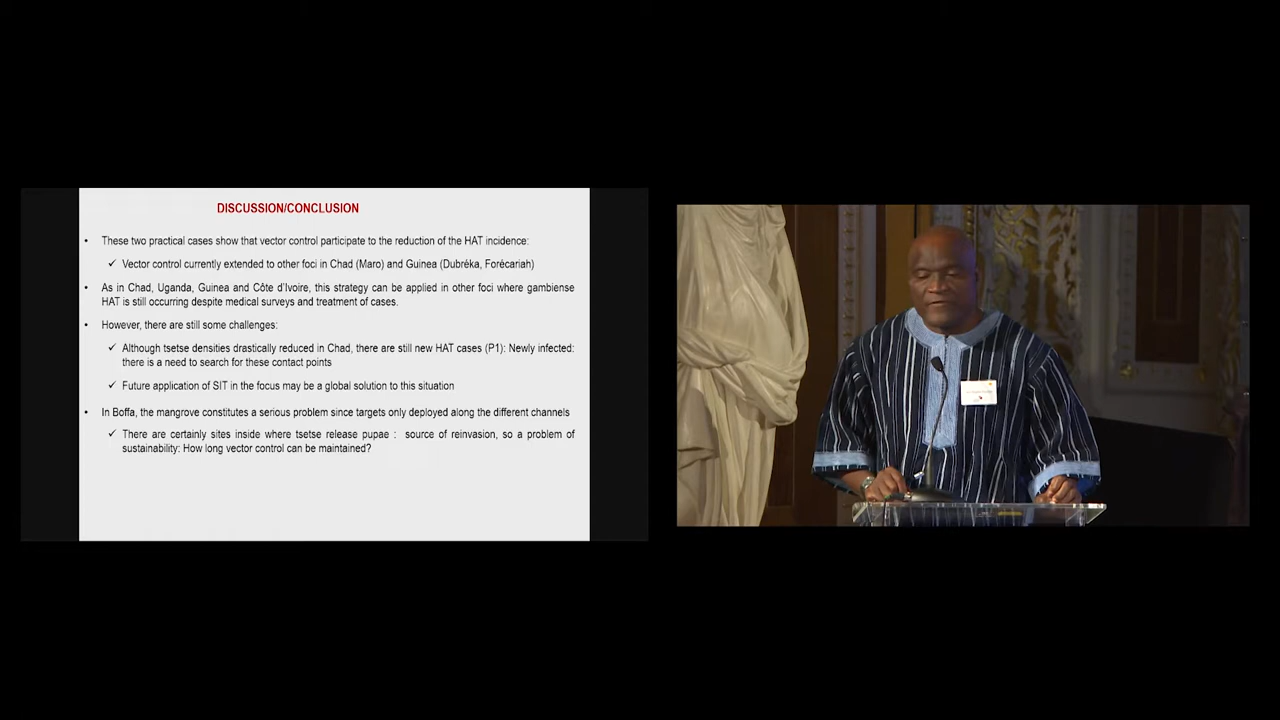 DISCUSSION/CONCLUSION
• These two practical cases show that vector control participate to the reduction of the HAT incidence:
✓ Vector control currently extended to other foci in Chad (Maro) and Guinea (Dubréka, Forécariah)
• As in Chad, Uganda, Guinea and Côte d'Ivoire, this strategy can be applied in other foci where gambiense
HAT is still occurring despite medical surveys and treatment of cases.
• However, there are still some challenges:
✓ Although tsetse densities drastically reduced in Chad, there are still new HAT cases (P1): Newly infected:
there is a need to search for these contact points
✓ Future application of SIT in the focus may be a global solution to this situation
• In Boffa, the mangrove constitutes a serious problem since targets only deployed along the different channels
✓ There are certainly sites inside where tsetse release pupae : source of reinvasion, so a problem of
sustainability: How long vector control can be maintained?